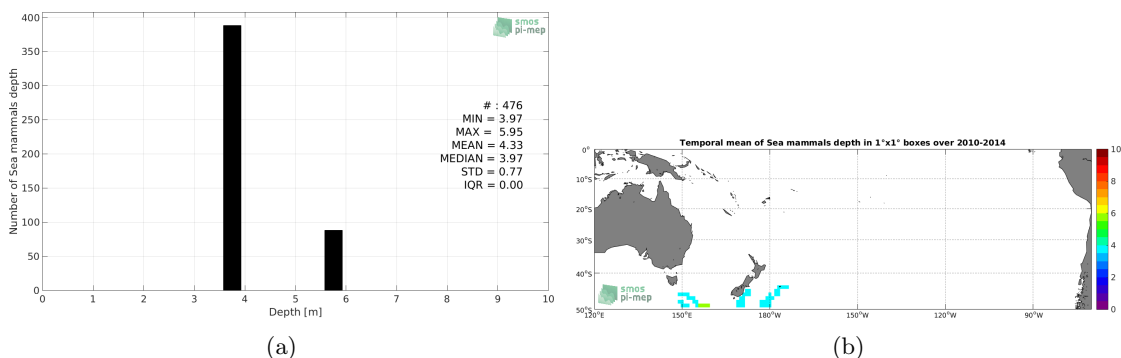 400
350
300
250
200
150
100
50
0
Number of Sea mammals depth
smos
pi-mep
# : 476
MIN = 3.97
MAX = 5.95
MEAN = 4.33
MEDIAN = 3.97
STD = 0.77
IQR = 0.00
0 1 2 3 4 5 6 7 8 9 10
Depth [m]
(a)
Temporal mean of Sea mammals depth in 1°x1° boxes over 2010-2014
0°
10°S
20°S
30°S
40°S
50°S
smos
pi-mep
120°E 150°E 180°W 150°W 120°W 90°W
10
8
6
4
2
0
(b)